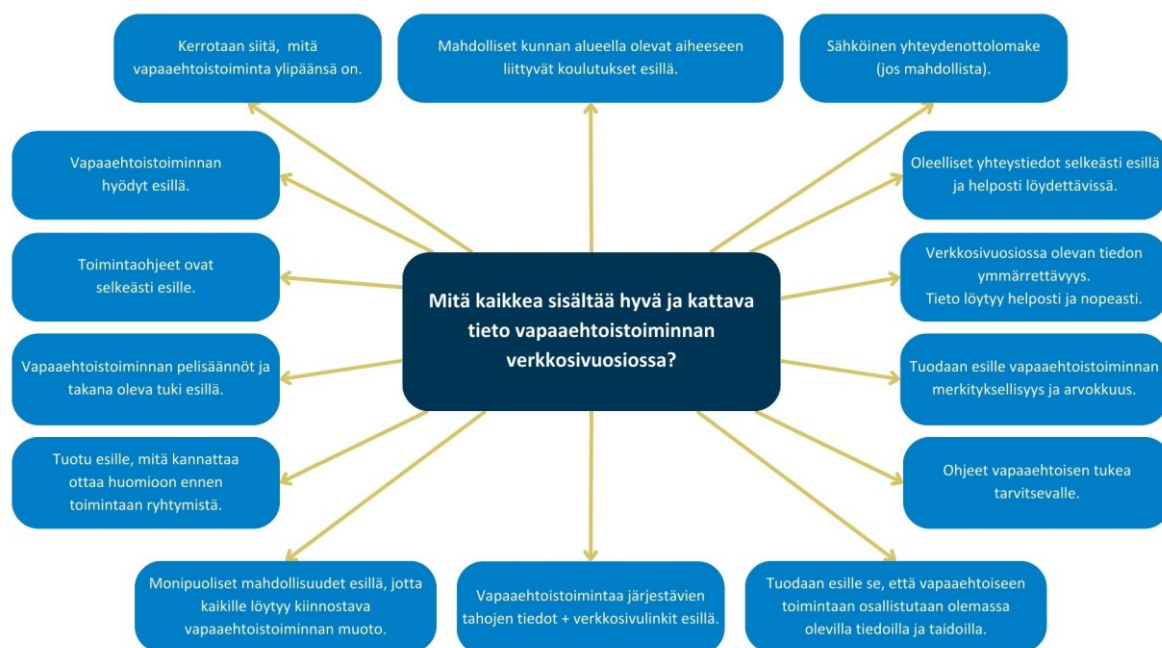 Kerrotaan siitä, mitä
vapaaehtoistoiminta ylipäänsä on.
Mahdolliset kunnan alueella olevat aiheeseen
liittyvät koulutukset esillä.
Sähköinen yhteydenottolomake
(jos mahdollista).
Vapaaehtoistoiminnan
hyödyt esillä.
Oleelliset yhteystiedot selkeästi esillä
ja helposti löydettävissä.
Toimintaohjeet ovat
selkeästi esille.
Mitä kaikkea sisältää hyvä ja kattava
tieto vapaaehtoistoiminnan
verkkosivuosiossa?
Verkkosivuosiossa olevan tiedon
ymmärrettävyys.
Tieto löytyy helposti ja nopeasti.
Vapaaehtoistoiminnan pelisäännöt ja
takana oleva tuki esillä.
Tuodaan esille vapaaehtoistoiminnan
merkityksellisyys ja arvokkuus.
Tuotu esille, mitä kannattaa
ottaa huomioon ennen
toimintaan ryhtymistä.
Ohjeet vapaaehtoisen tukea
tarvitsevalle.
Monipuoliset mahdollisuudet esillä, jotta
kaikille löytyy kiinnostava
vapaaehtoistoiminnan muoto.
Vapaaehtoistoimintaa järjestävien
tahojen tiedot + verkkosivulinkit esillä.
Tuodaan esille se, että vapaaehtoiseen
toimintaan osallistutaan olemassa
olevilla tiedoilla ja taidoilla.